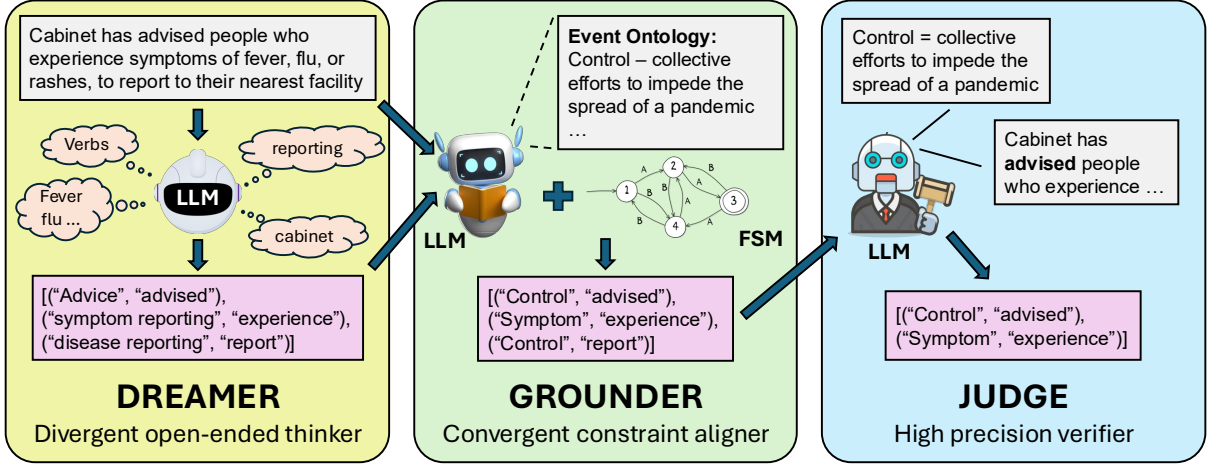 Cabinet has advised people who
experience symptoms of fever, flu, or
rashes, to report to their nearest facility
Verbs
reporting
Fever
flu ...
LLM
cabinet
[(“Advice”, “advised”),
(“symptom reporting”, “experience”),
(“disease reporting”, “report”)]
DREAMER
Divergent open-ended thinker
Event Ontology:
Control – collective
efforts to impede the
spread of a pandemic
...
LLM
1
2
3
4
A
B
A
B
B
A
A
B
A
FSM
[(“Control”, “advised”),
(“Symptom”, “experience”),
(“Control”, “report”)]
GROUNDER
Convergent constraint aligner
Control = collective
efforts to impede the
spread of a pandemic
Cabinet has
advised people
who experience ...
LLM
[(“Control”, “advised”),
(“Symptom”, “experience”)]
JUDGE
High precision verifier